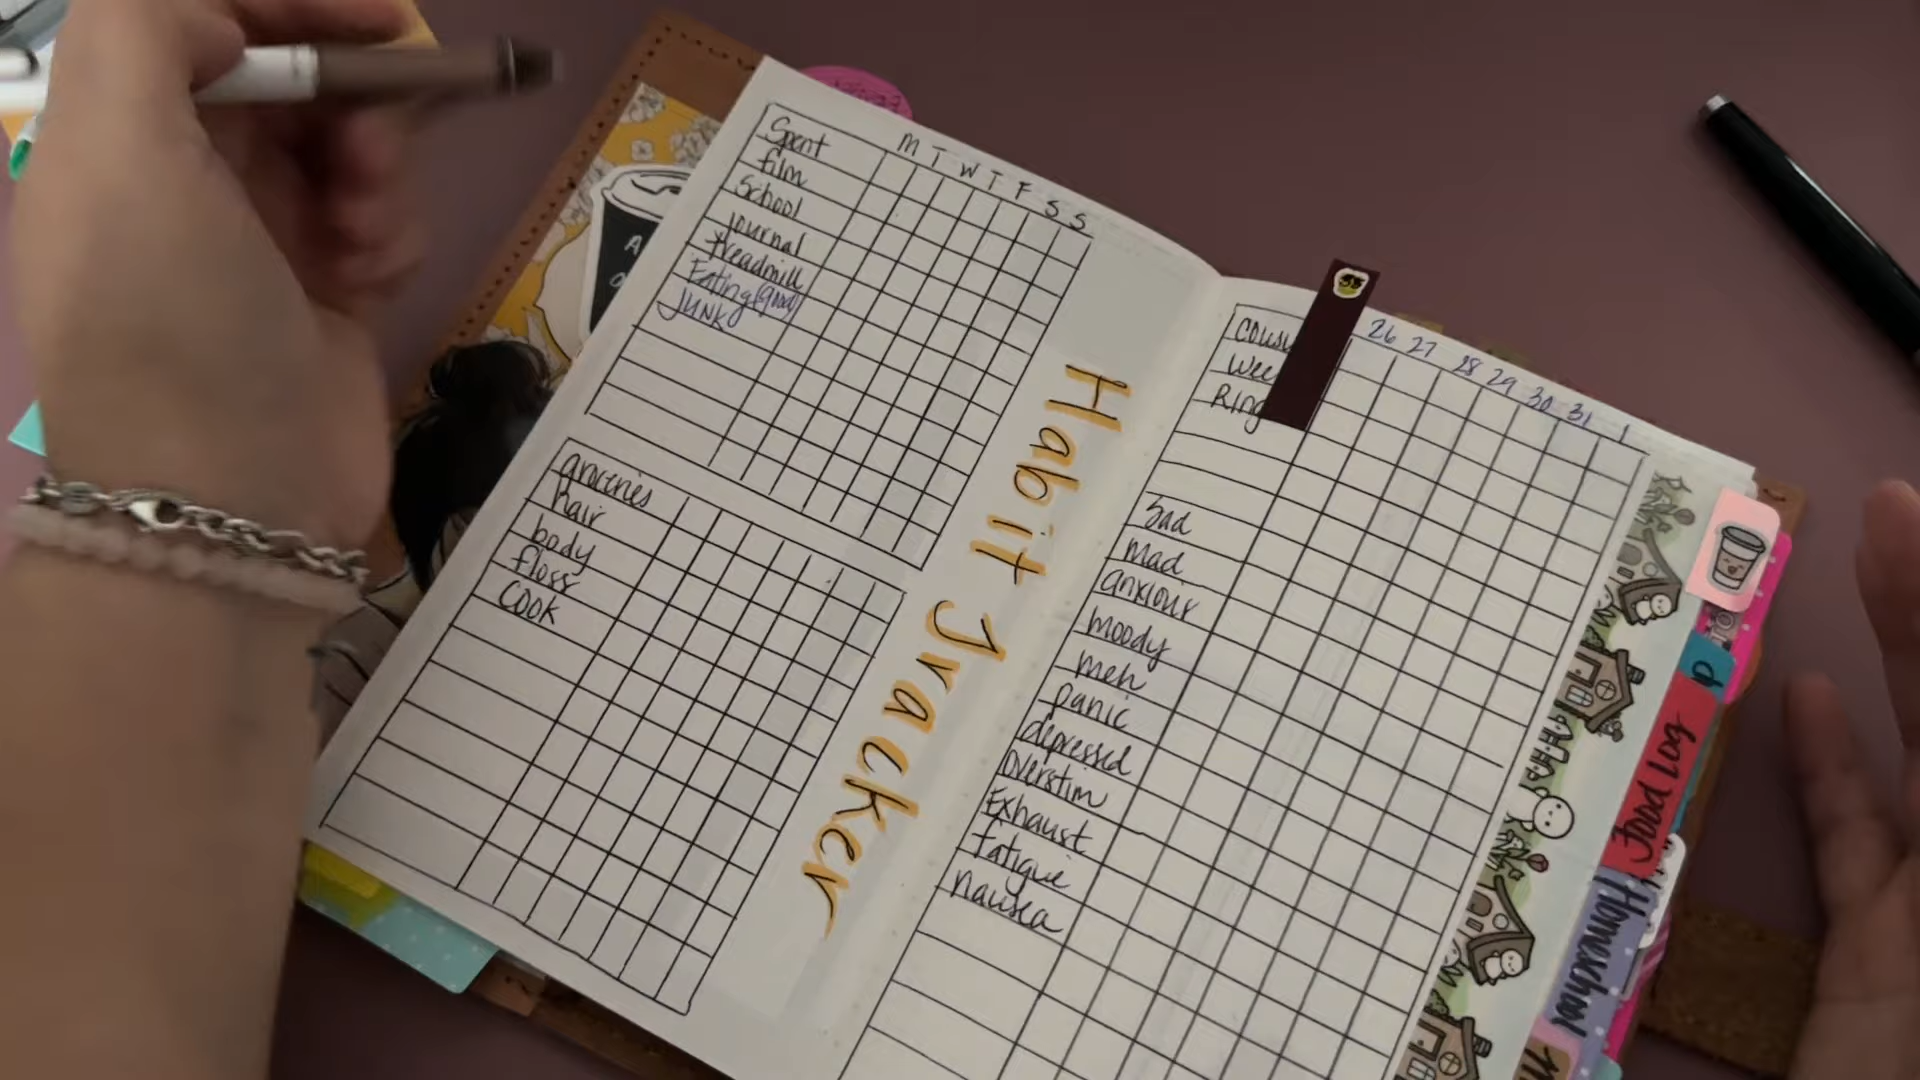 M T W T F S S
Spent
film
School
Journal
treadmill
Eating (good)
JUNK
groceries
hair
body
floss
COOK
Habit Tracker
26 27 28 29 30 31 1
Ring
Sad
mad
anxious
moody
meh
panic
depressed
Overstim
Exhaust
Fatigue
nausea
Food Log
Homeschool